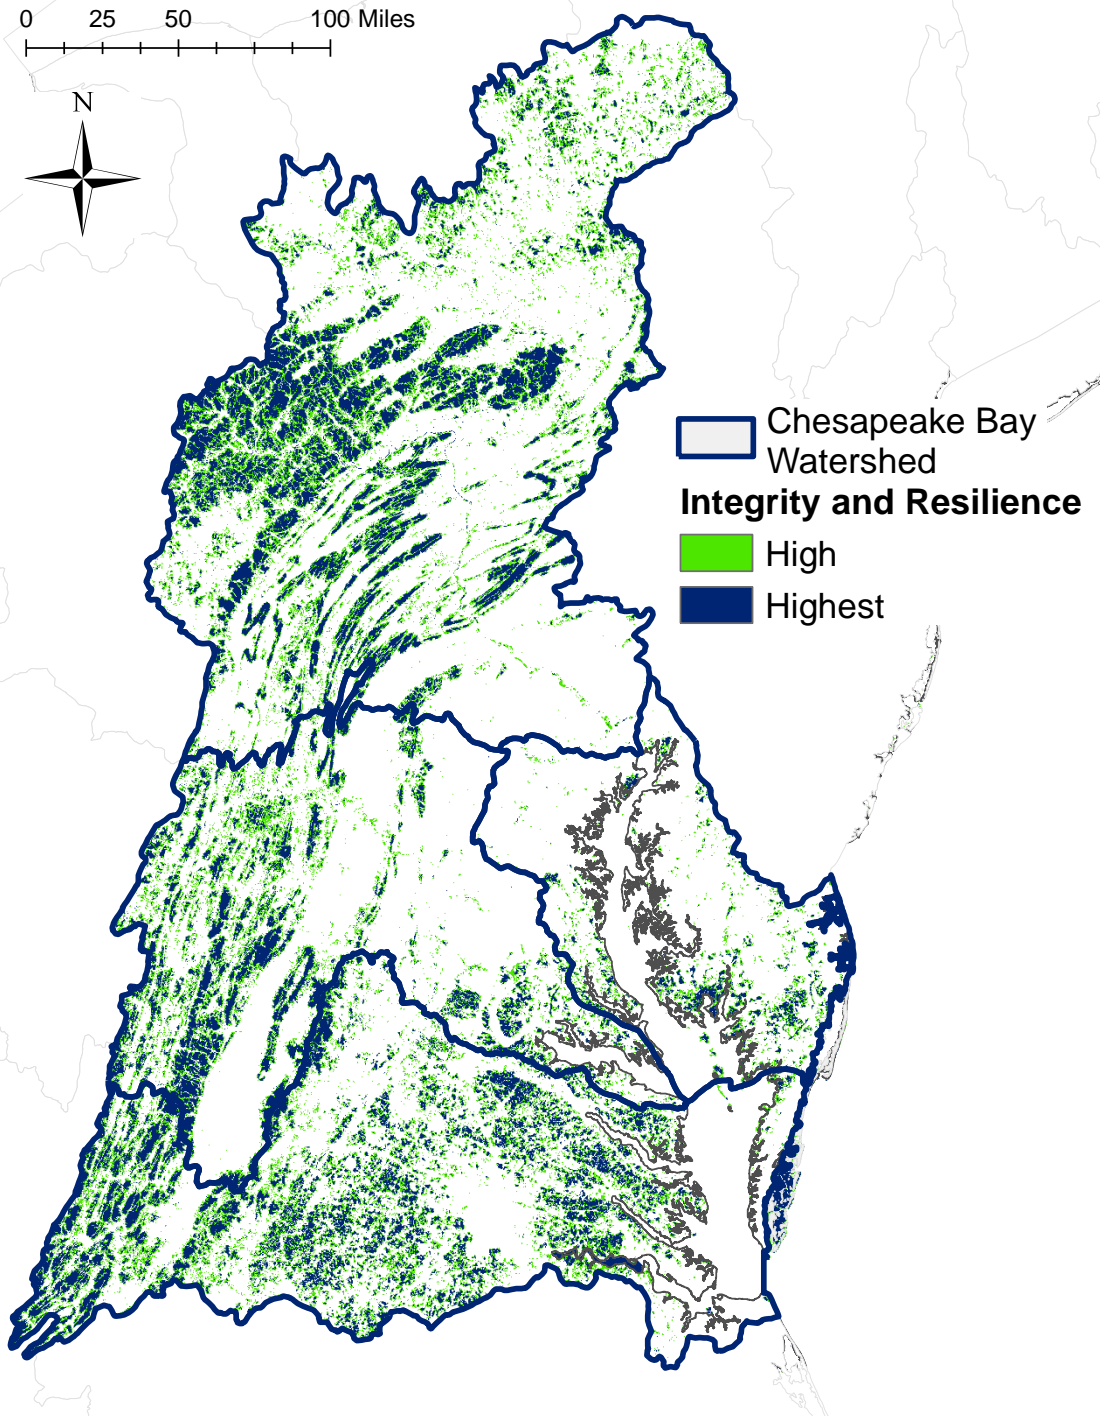 0 25 50 100 Miles
N
Chesapeake Bay
Watershed
Integrity and Resilience
High
Highest